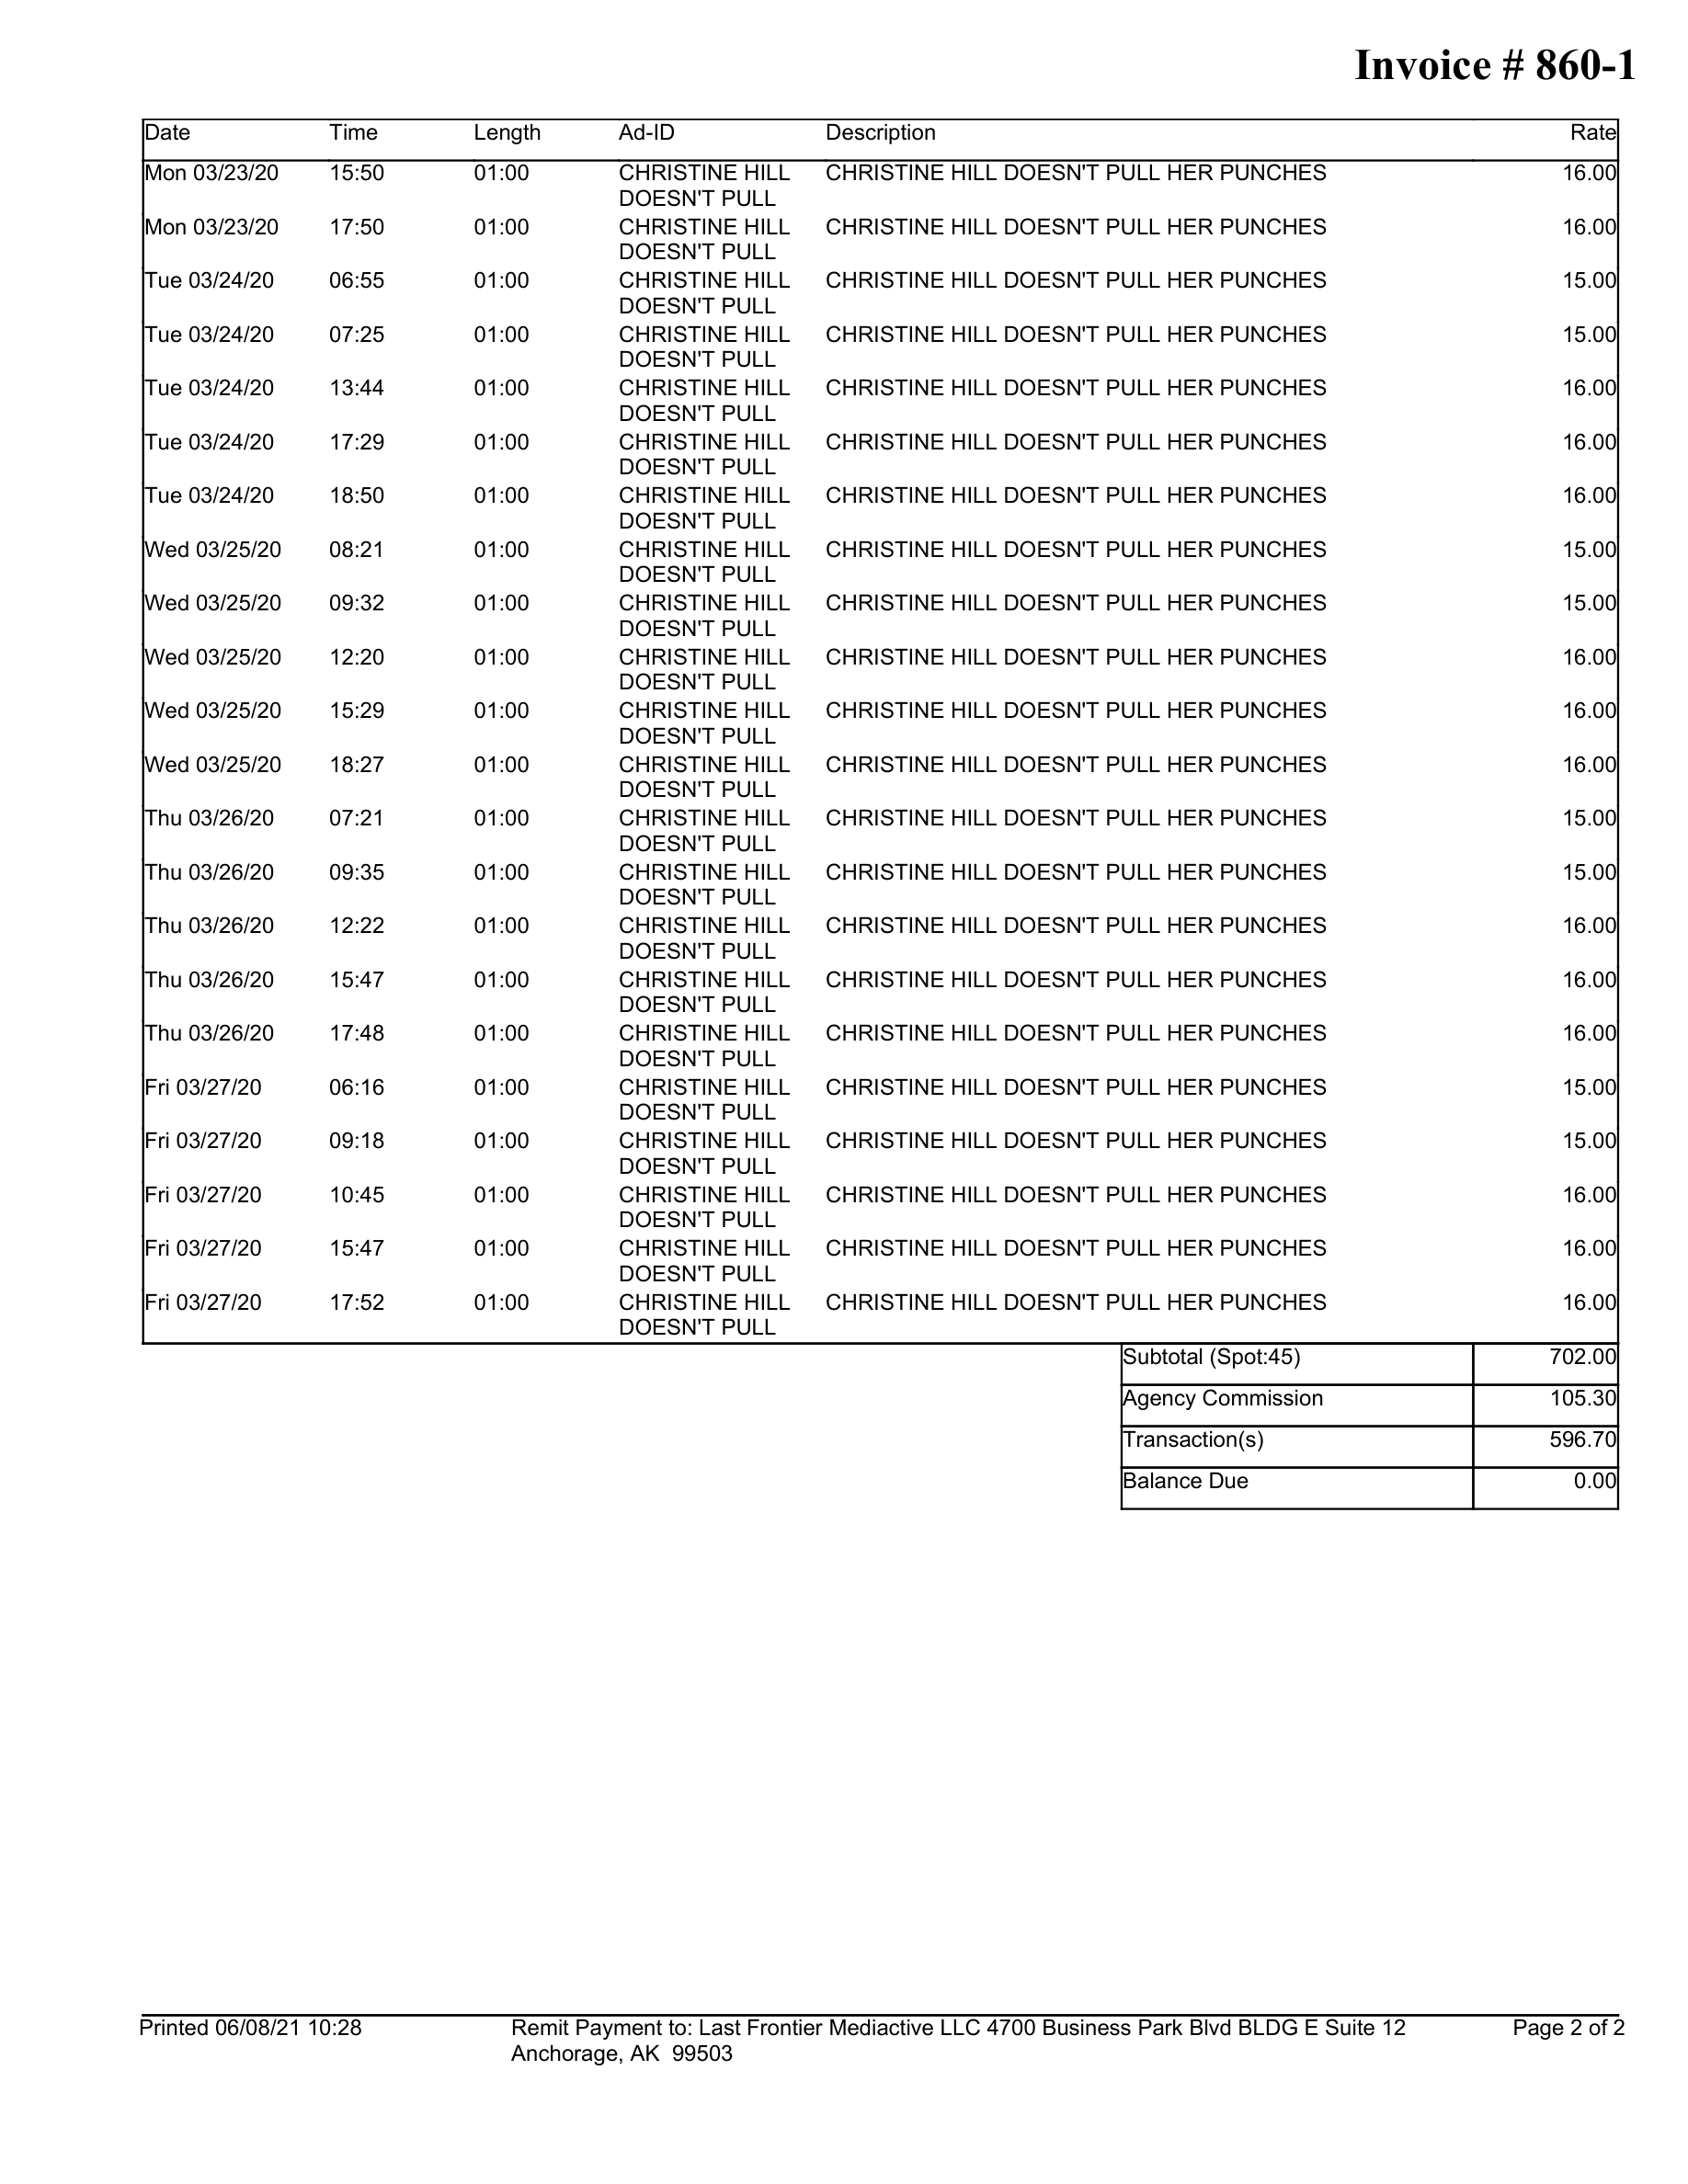 Invoice # 860-1
Date Time Length Ad-ID Description Rate
Mon 03/23/20 15:50 01:00 CHRISTINE HILL CHRISTINE HILL DOESN'T PULL HER PUNCHES 16.00
DOESN'T PULL
Mon 03/23/20 17:50 01:00 CHRISTINE HILL CHRISTINE HILL DOESN'T PULL HER PUNCHES 16.00
DOESN'T PULL
Tue 03/24/20 06:55 01:00 CHRISTINE HILL CHRISTINE HILL DOESN'T PULL HER PUNCHES 15.00
DOESN'T PULL
Tue 03/24/20 07:25 01:00 CHRISTINE HILL CHRISTINE HILL DOESN'T PULL HER PUNCHES 15.00
DOESN'T PULL
Tue 03/24/20 13:44 01:00 CHRISTINE HILL CHRISTINE HILL DOESN'T PULL HER PUNCHES 16.00
DOESN'T PULL
Tue 03/24/20 17:29 01:00 CHRISTINE HILL CHRISTINE HILL DOESN'T PULL HER PUNCHES 16.00
DOESN'T PULL
Tue 03/24/20 18:50 01:00 CHRISTINE HILL CHRISTINE HILL DOESN'T PULL HER PUNCHES 16.00
DOESN'T PULL
Wed 03/25/20 08:21 01:00 CHRISTINE HILL CHRISTINE HILL DOESN'T PULL HER PUNCHES 15.00
DOESN'T PULL
Wed 03/25/20 09:32 01:00 CHRISTINE HILL CHRISTINE HILL DOESN'T PULL HER PUNCHES 15.00
DOESN'T PULL
Wed 03/25/20 12:20 01:00 CHRISTINE HILL CHRISTINE HILL DOESN'T PULL HER PUNCHES 16.00
DOESN'T PULL
Wed 03/25/20 15:29 01:00 CHRISTINE HILL CHRISTINE HILL DOESN'T PULL HER PUNCHES 16.00
DOESN'T PULL
Wed 03/25/20 18:27 01:00 CHRISTINE HILL CHRISTINE HILL DOESN'T PULL HER PUNCHES 16.00
DOESN'T PULL
Thu 03/26/20 07:21 01:00 CHRISTINE HILL CHRISTINE HILL DOESN'T PULL HER PUNCHES 15.00
DOESN'T PULL
Thu 03/26/20 09:35 01:00 CHRISTINE HILL CHRISTINE HILL DOESN'T PULL HER PUNCHES 15.00
DOESN'T PULL
Thu 03/26/20 12:22 01:00 CHRISTINE HILL CHRISTINE HILL DOESN'T PULL HER PUNCHES 16.00
DOESN'T PULL
Thu 03/26/20 15:47 01:00 CHRISTINE HILL CHRISTINE HILL DOESN'T PULL HER PUNCHES 16.00
DOESN'T PULL
Thu 03/26/20 17:48 01:00 CHRISTINE HILL CHRISTINE HILL DOESN'T PULL HER PUNCHES 16.00
DOESN'T PULL
Fri 03/27/20 06:16 01:00 CHRISTINE HILL CHRISTINE HILL DOESN'T PULL HER PUNCHES 15.00
DOESN'T PULL
Fri 03/27/20 09:18 01:00 CHRISTINE HILL CHRISTINE HILL DOESN'T PULL HER PUNCHES 15.00
DOESN'T PULL
Fri 03/27/20 10:45 01:00 CHRISTINE HILL CHRISTINE HILL DOESN'T PULL HER PUNCHES 16.00
DOESN'T PULL
Fri 03/27/20 15:47 01:00 CHRISTINE HILL CHRISTINE HILL DOESN'T PULL HER PUNCHES 16.00
DOESN'T PULL
Fri 03/27/20 17:52 01:00 CHRISTINE HILL CHRISTINE HILL DOESN'T PULL HER PUNCHES 16.00
DOESN'T PULL
Subtotal (Spot:45) 702.00
Agency Commission 105.30
Transaction(s) 596.70
Balance Due 0.00
Printed 06/08/21 10:28 Remit Payment to: Last Frontier Mediactive LLC 4700 Business Park Blvd BLDG E Suite 12 Page 2 of 2
Anchorage, AK 99503